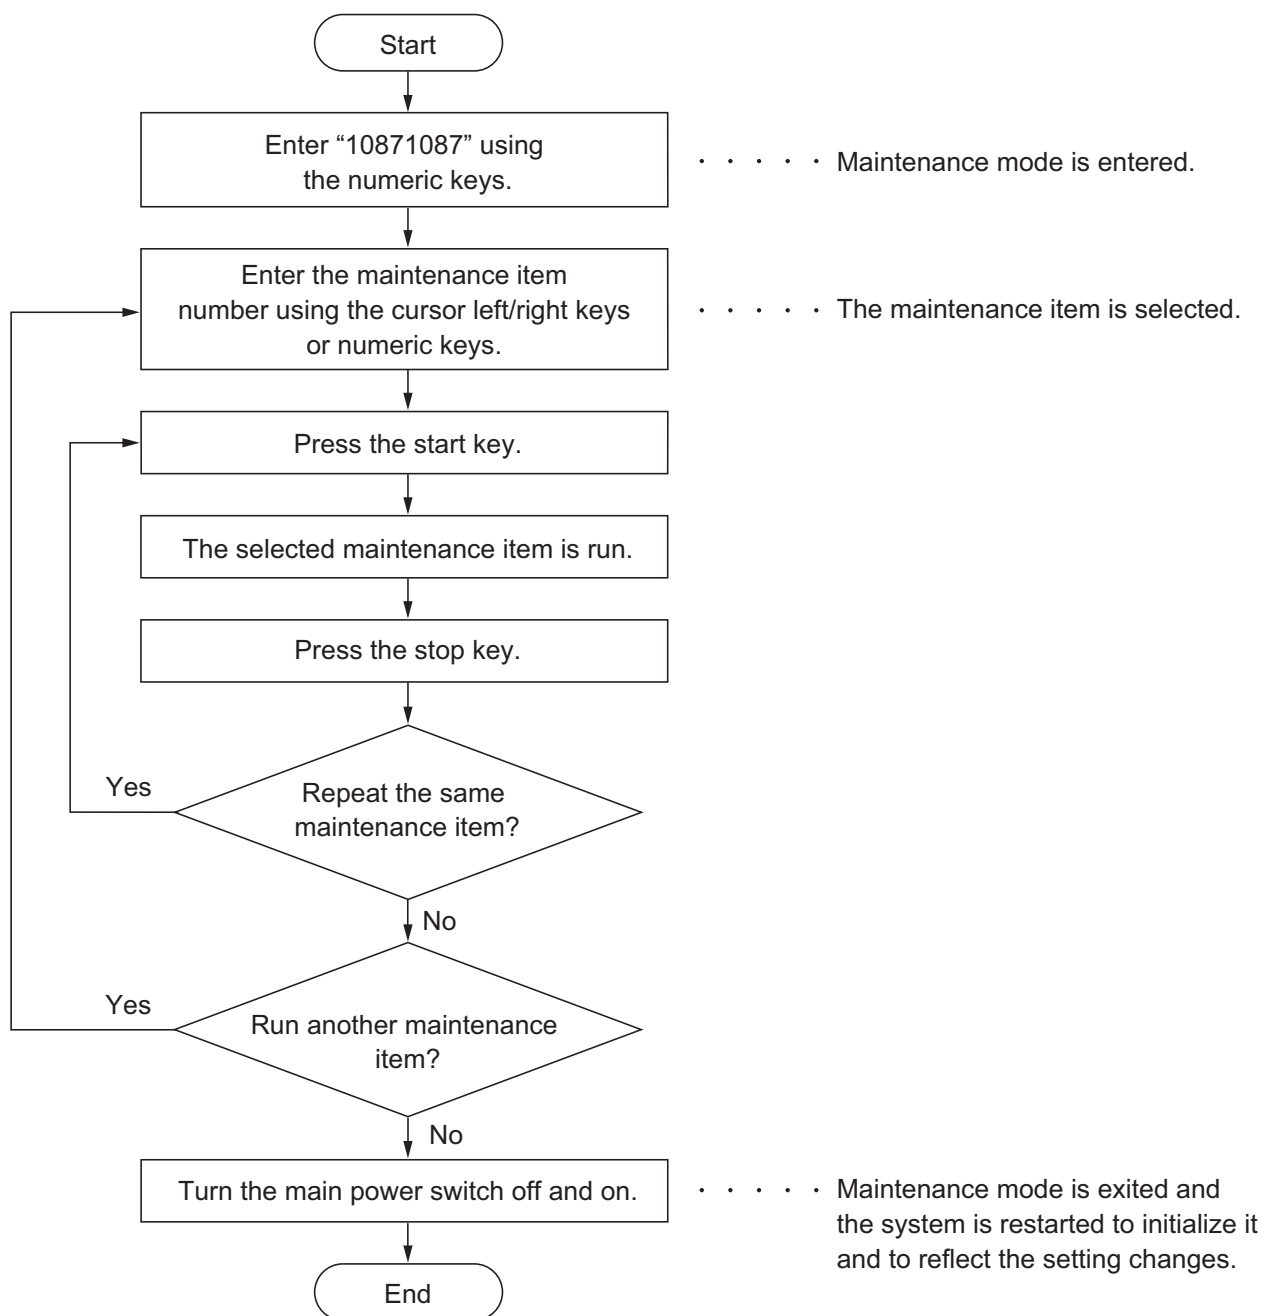 Start
Enter “10871087” using
the numeric keys.
· · · · · Maintenance mode is entered.
Enter the maintenance item
number using the cursor left/right keys
or numeric keys.
· · · · · The maintenance item is selected.
Press the start key.
The selected maintenance item is run.
Press the stop key.
Yes
Repeat the same
maintenance item?
No
Yes
Run another maintenance
item?
No
Turn the main power switch off and on.
· · · · · Maintenance mode is exited and
the system is restarted to initialize it
and to reflect the setting changes.
End